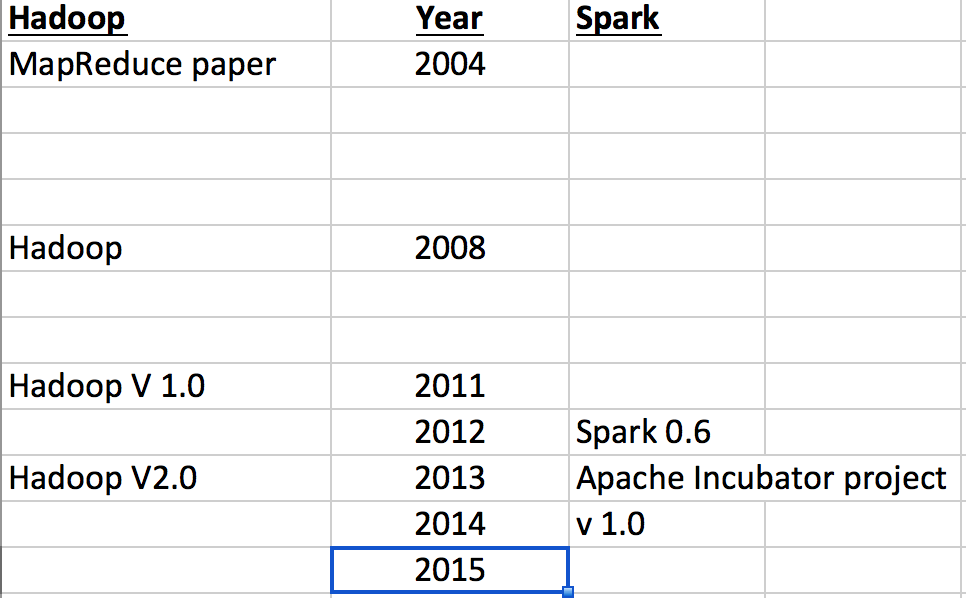 Hadoop Year Spark
MapReduce paper 2004
Hadoop 2008
Hadoop V 1.0 2011
2012 Spark 0.6
Hadoop V2.0 2013 Apache Incubator project
2014 v 1.0
2015